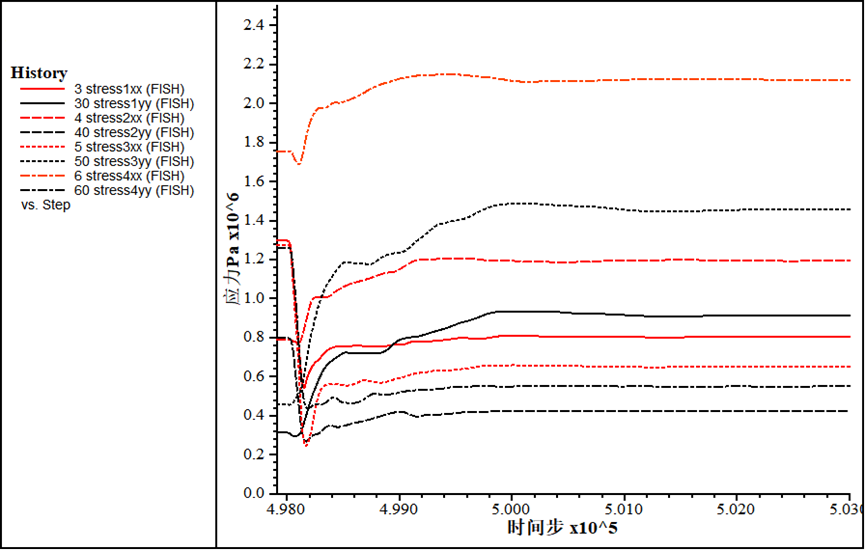 History
3 stress1xx (FISH)
30 stress1yy (FISH)
4 stress2xx (FISH)
40 stress2yy (FISH)
5 stress3xx (FISH)
50 stress3yy (FISH)
6 stress4xx (FISH)
60 stress4yy (FISH)
vs. Step
应力Pa x10^6
2.4
2.2
2.0
1.8
1.6
1.4
1.2
1.0
0.8
0.6
0.4
0.2
0.0
4.980 4.990 5.000 5.010 5.020 5.030
时间步 x10^5